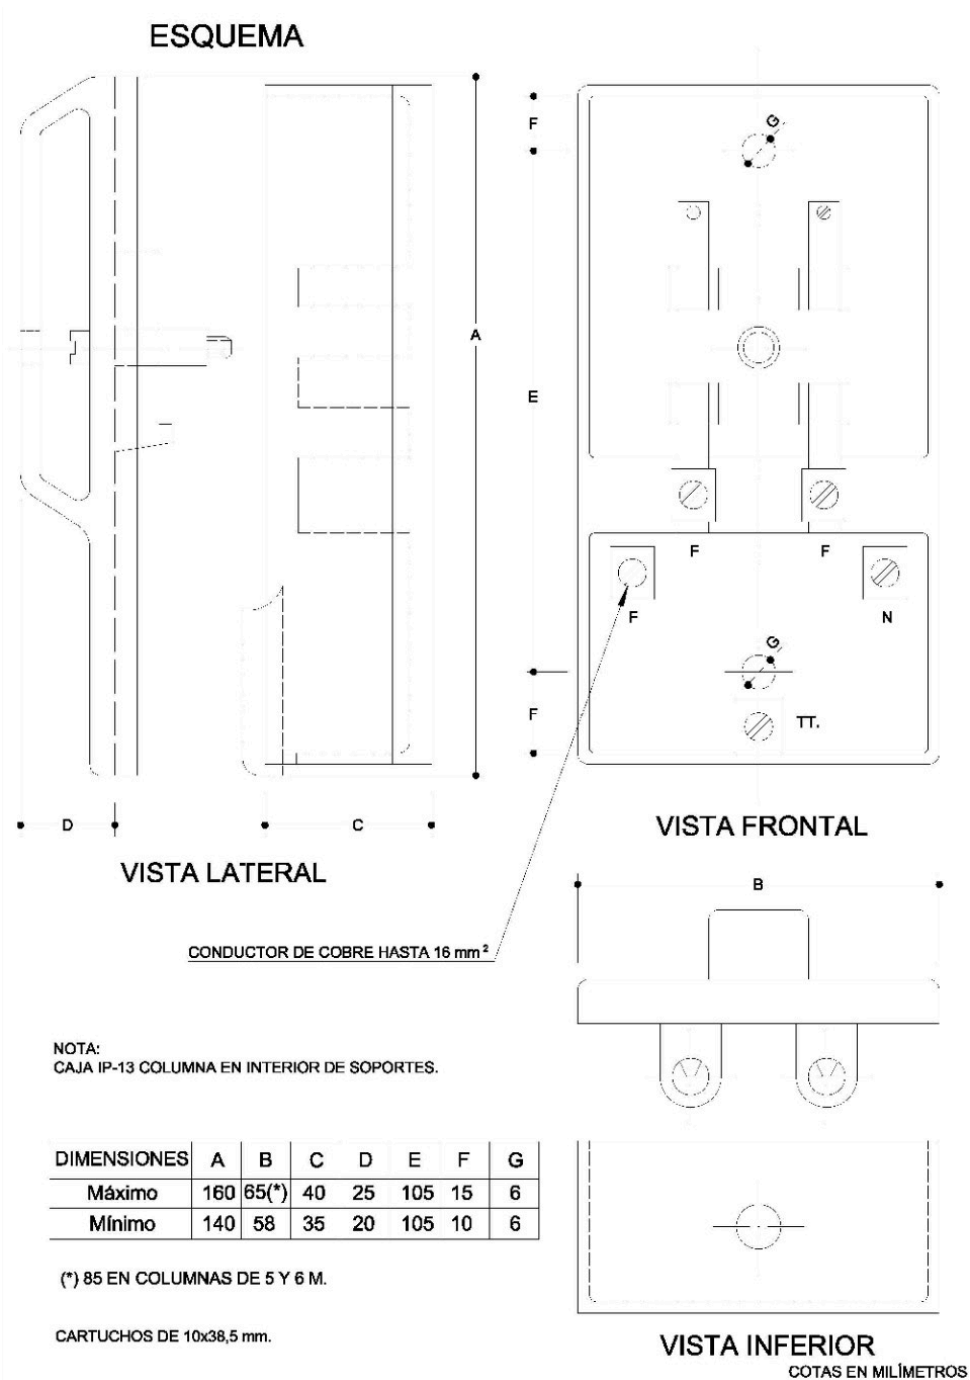 ESQUEMA
F
G
A
E
F
F
F
N
G
F
TT.
D
C
VISTA FRONTAL
VISTA LATERAL
B
CONDUCTOR DE COBRE HASTA 16 mm²
NOTA:
CAJA IP-13 COLUMNA EN INTERIOR DE SOPORTES.
DIMENSIONES A B C D E F G
Máximo 160 65(*) 40 25 105 15 6
Mínimo 140 58 35 20 105 10 6
(*) 85 EN COLUMNAS DE 5 Y 6 M.
CARTUCHOS DE 10x38,5 mm.
VISTA INFERIOR
COTAS EN MILÍMETROS